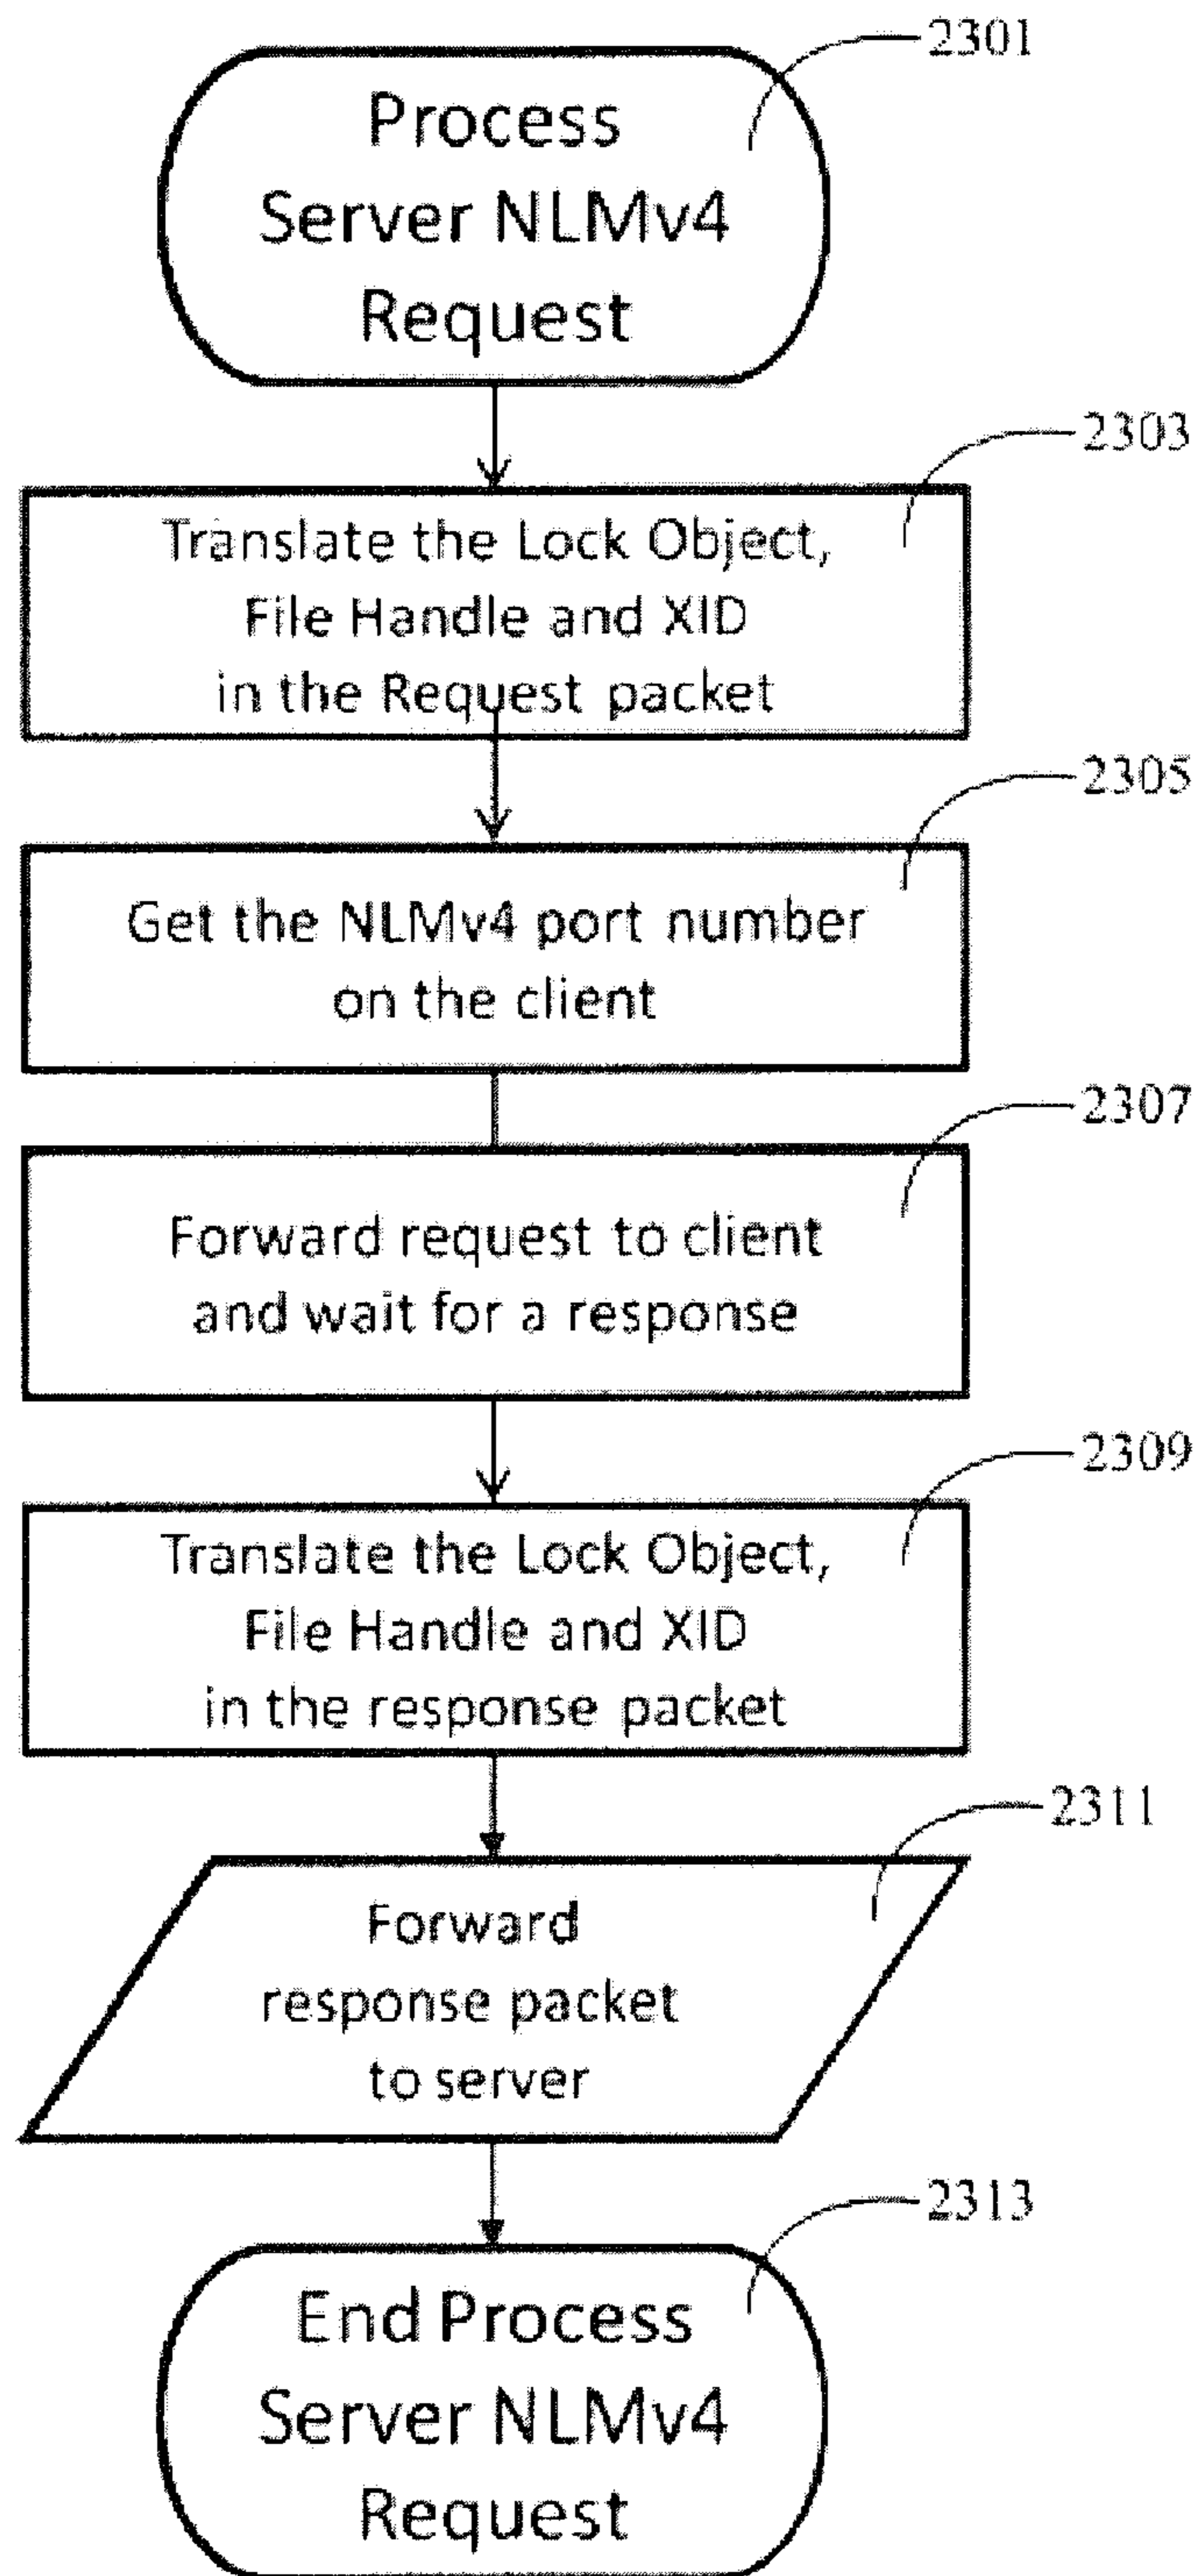 2301
Process
Server NLMv4
Request
2303
Translate the Lock Object,
File Handle and XID
in the Request packet
2305
Get the NLMv4 port number
on the client
2307
Forward request to client
and wait for a response
2309
Translate the Lock Object,
File Handle and XID
in the response packet
2311
Forward
response packet
to server
2313
End Process
Server NLMv4
Request